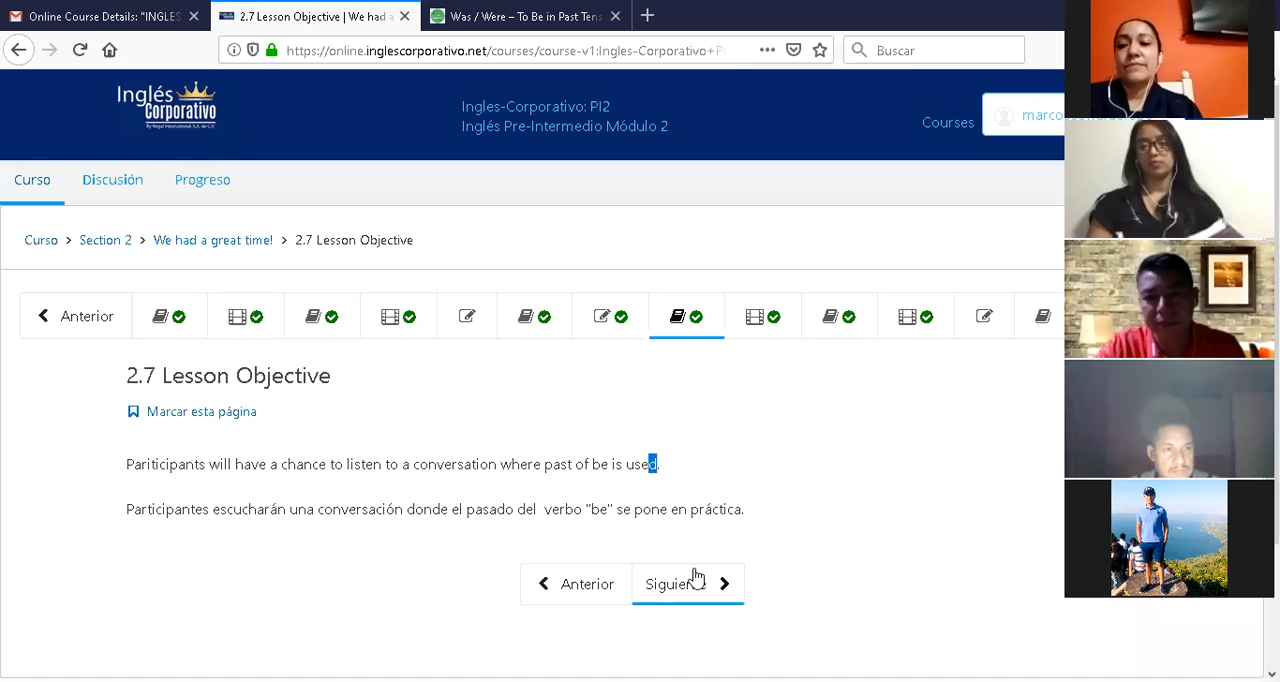 Online Course Details: "INGLES
2.7 Lesson Objective | We had a
Was / Were – To Be in Past Tens
https://online.inglescorporativo.net/courses/course-v1:Ingles-Corporativo+P
Buscar
Inglés
Corporativo
Ingles-Corporativo: PI2
Inglés Pre-Intermedio Módulo 2
Courses
Curso
Discusión
Progreso
Curso > Section 2 > We had a great time! > 2.7 Lesson Objective
Anterior
2.7 Lesson Objective
Marcar esta página
Pariticipants will have a chance to listen to a conversation where past of be is used.
Participantes escucharán una conversación donde el pasado del verbo "be" se pone en práctica.
Anterior